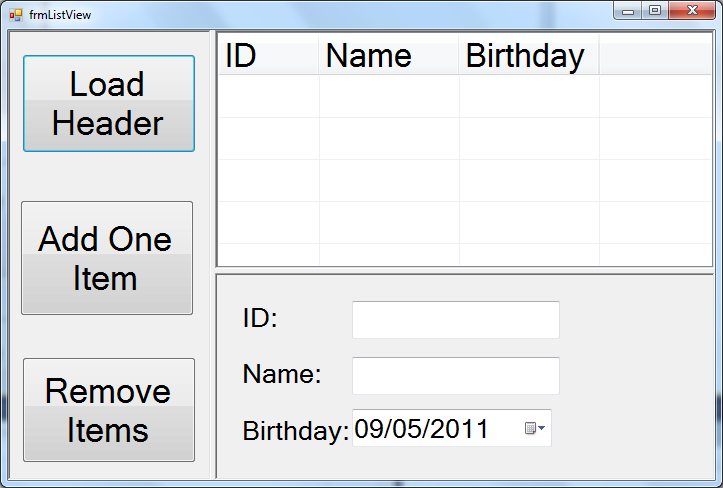 frmListView
Load
Header
Add One
Item
Remove
Items
ID Name Birthday
ID:
Name:
Birthday: 09/05/2011